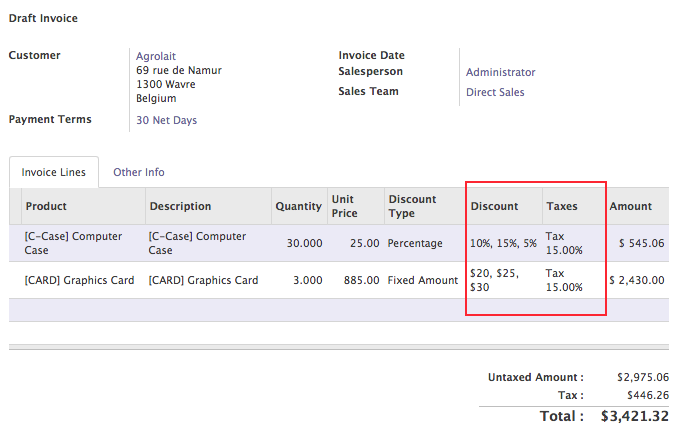 Draft Invoice
Customer Agrolait Invoice Date
69 rue de Namur Salesperson Administrator
1300 Wavre
Belgium Sales Team Direct Sales
Payment Terms 30 Net Days
Invoice Lines Other Info
Product Description Quantity Unit Price Discount Type Discount Taxes Amount
[C-Case] Computer Case [C-Case] Computer Case 30.000 25.00 Percentage 10%, 15%, 5% Tax 15.00% $ 545.06
[CARD] Graphics Card [CARD] Graphics Card 3.000 885.00 Fixed Amount $20, $25, $30 Tax 15.00% $ 2,430.00
Untaxed Amount : $2,975.06
Tax : $446.26
Total : $3,421.32